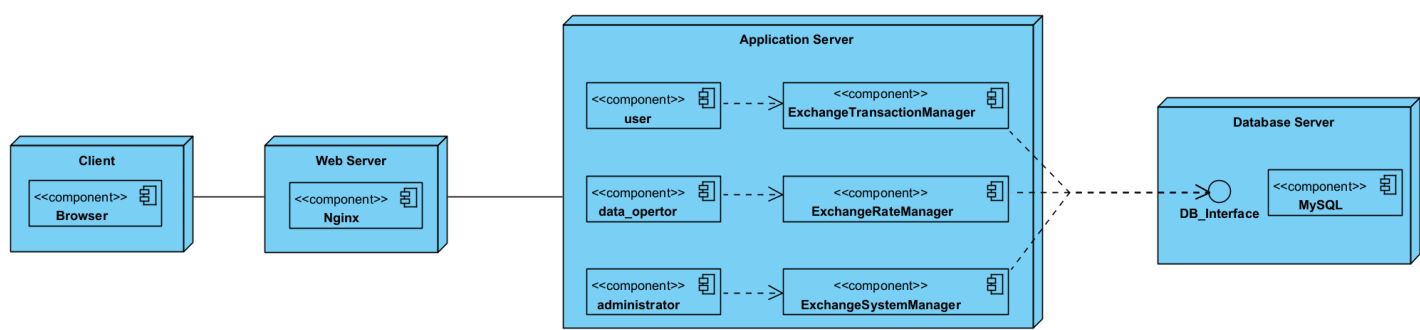 Client
<<component>>
Browser
Web Server
<<component>>
Nginx
Application Server
<<component>>
user
<<component>>
ExchangeTransactionManager
<<component>>
data_opertor
<<component>>
ExchangeRateManager
<<component>>
administrator
<<component>>
ExchangeSystemManager
Database Server
DB_Interface
<<component>>
MySQL